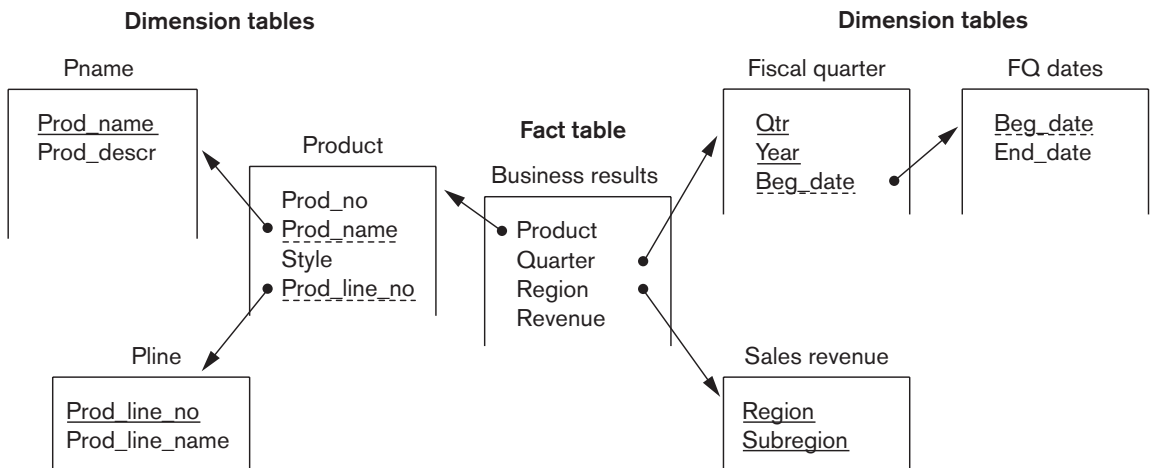 Dimension tables
Dimension tables
Pname
Prod_name
Prod_descr
Product
Prod_no
Prod_name
Style
Prod_line_no
Pline
Prod_line_no
Prod_line_name
Fact table
Business results
Product
Quarter
Region
Revenue
Fiscal quarter
Qtr
Year
Beg_date
FQ dates
Beg_date
End_date
Sales revenue
Region
Subregion